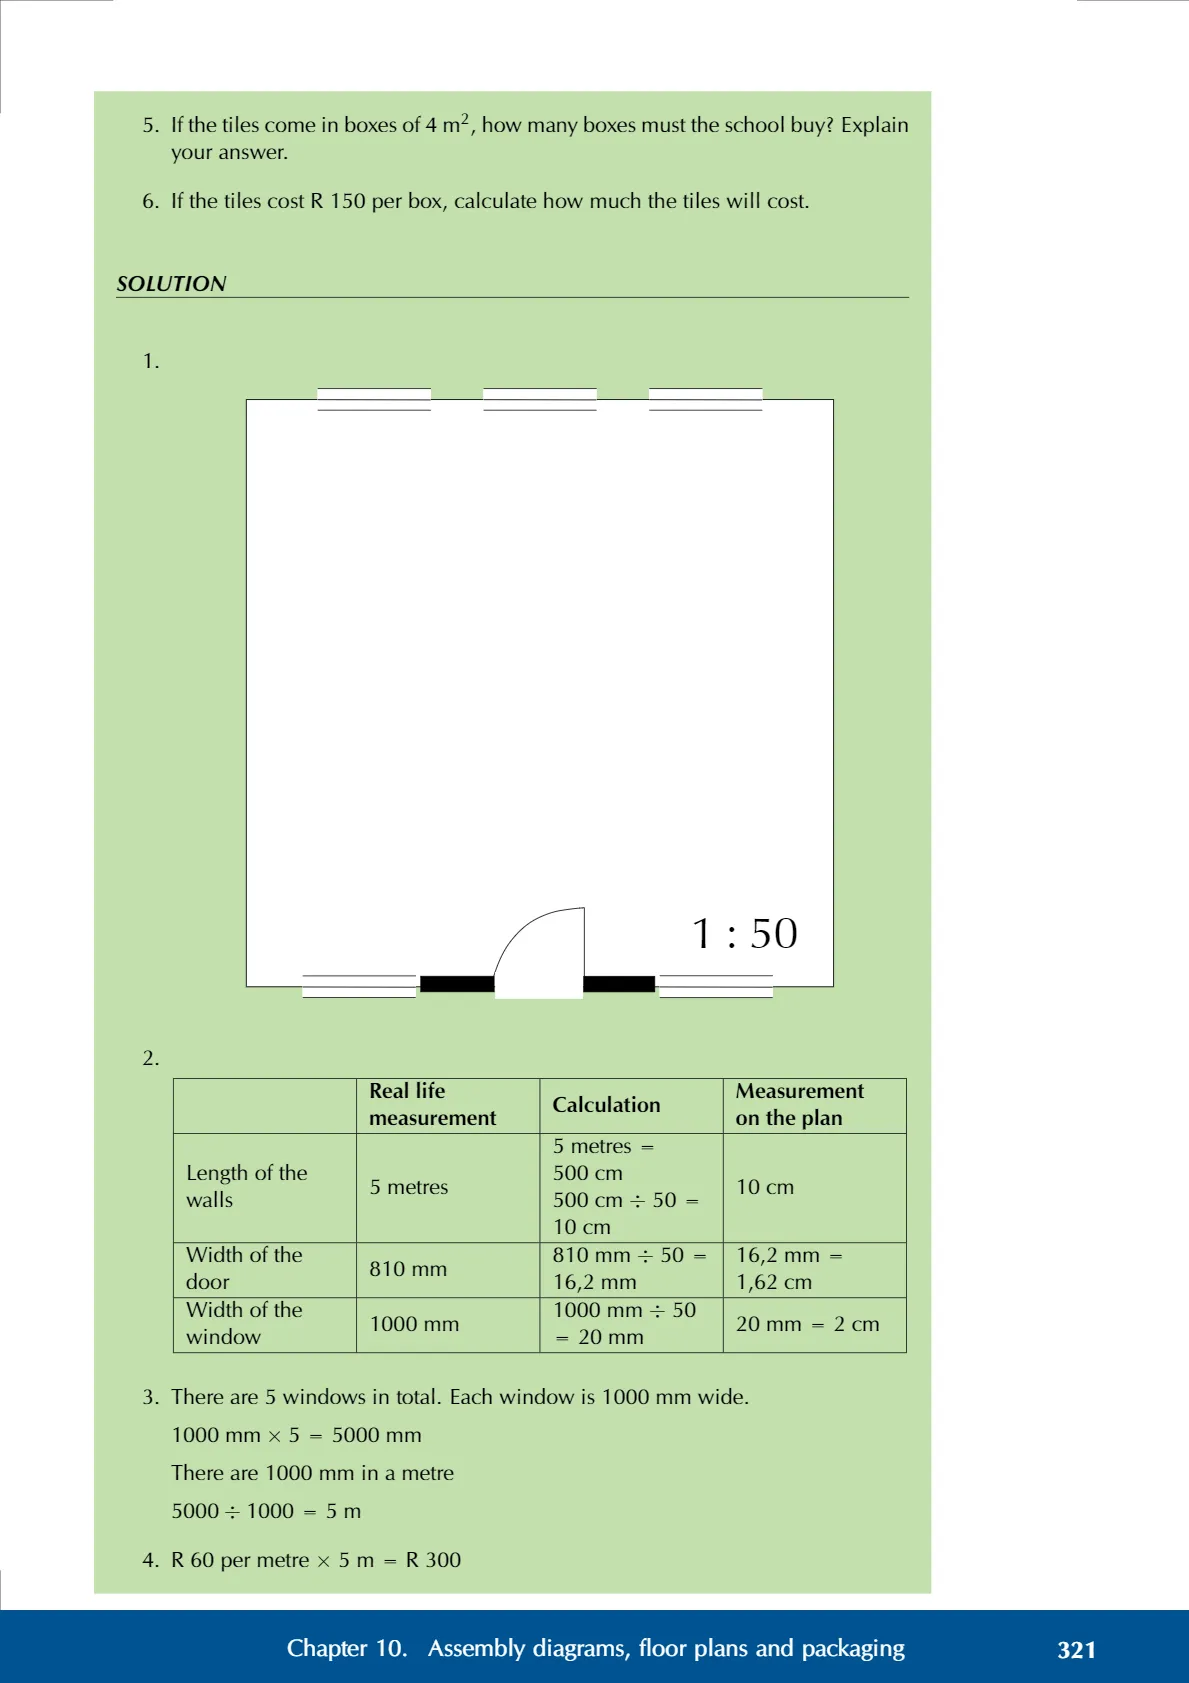 5. If the tiles come in boxes of 4 m², how many boxes must the school buy? Explain
your answer.
6. If the tiles cost R 150 per box, calculate how much the tiles will cost.
SOLUTION
1.
1 : 50
2.
Real life
measurement
Calculation
Measurement
on the plan
Length of the
walls
5 metres
5 metres =
500 cm
500 cm ÷ 50 =
10 cm
10 cm
Width of the
door
810 mm
810 mm ÷ 50 =
16,2 mm
16,2 mm =
1,62 cm
Width of the
window
1000 mm
1000 mm ÷ 50
= 20 mm
20 mm = 2 cm
3. There are 5 windows in total. Each window is 1000 mm wide.
1000 mm × 5 = 5000 mm
There are 1000 mm in a metre
5000 ÷ 1000 = 5 m
4. R 60 per metre × 5 m = R 300
Chapter 10. Assembly diagrams, floor plans and packaging 321